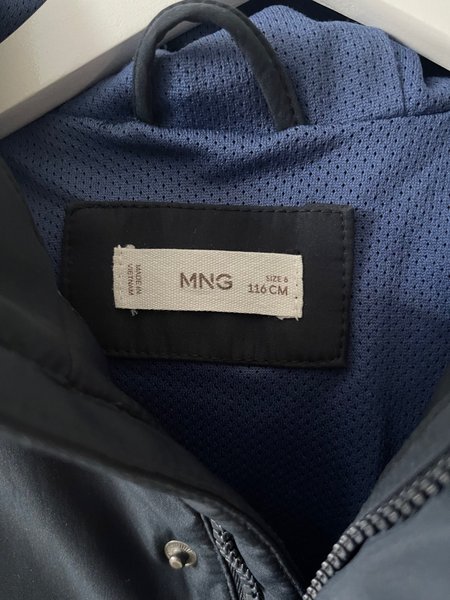 MADE IN
VIETNAM
MNG
SIZE 6
116 CM